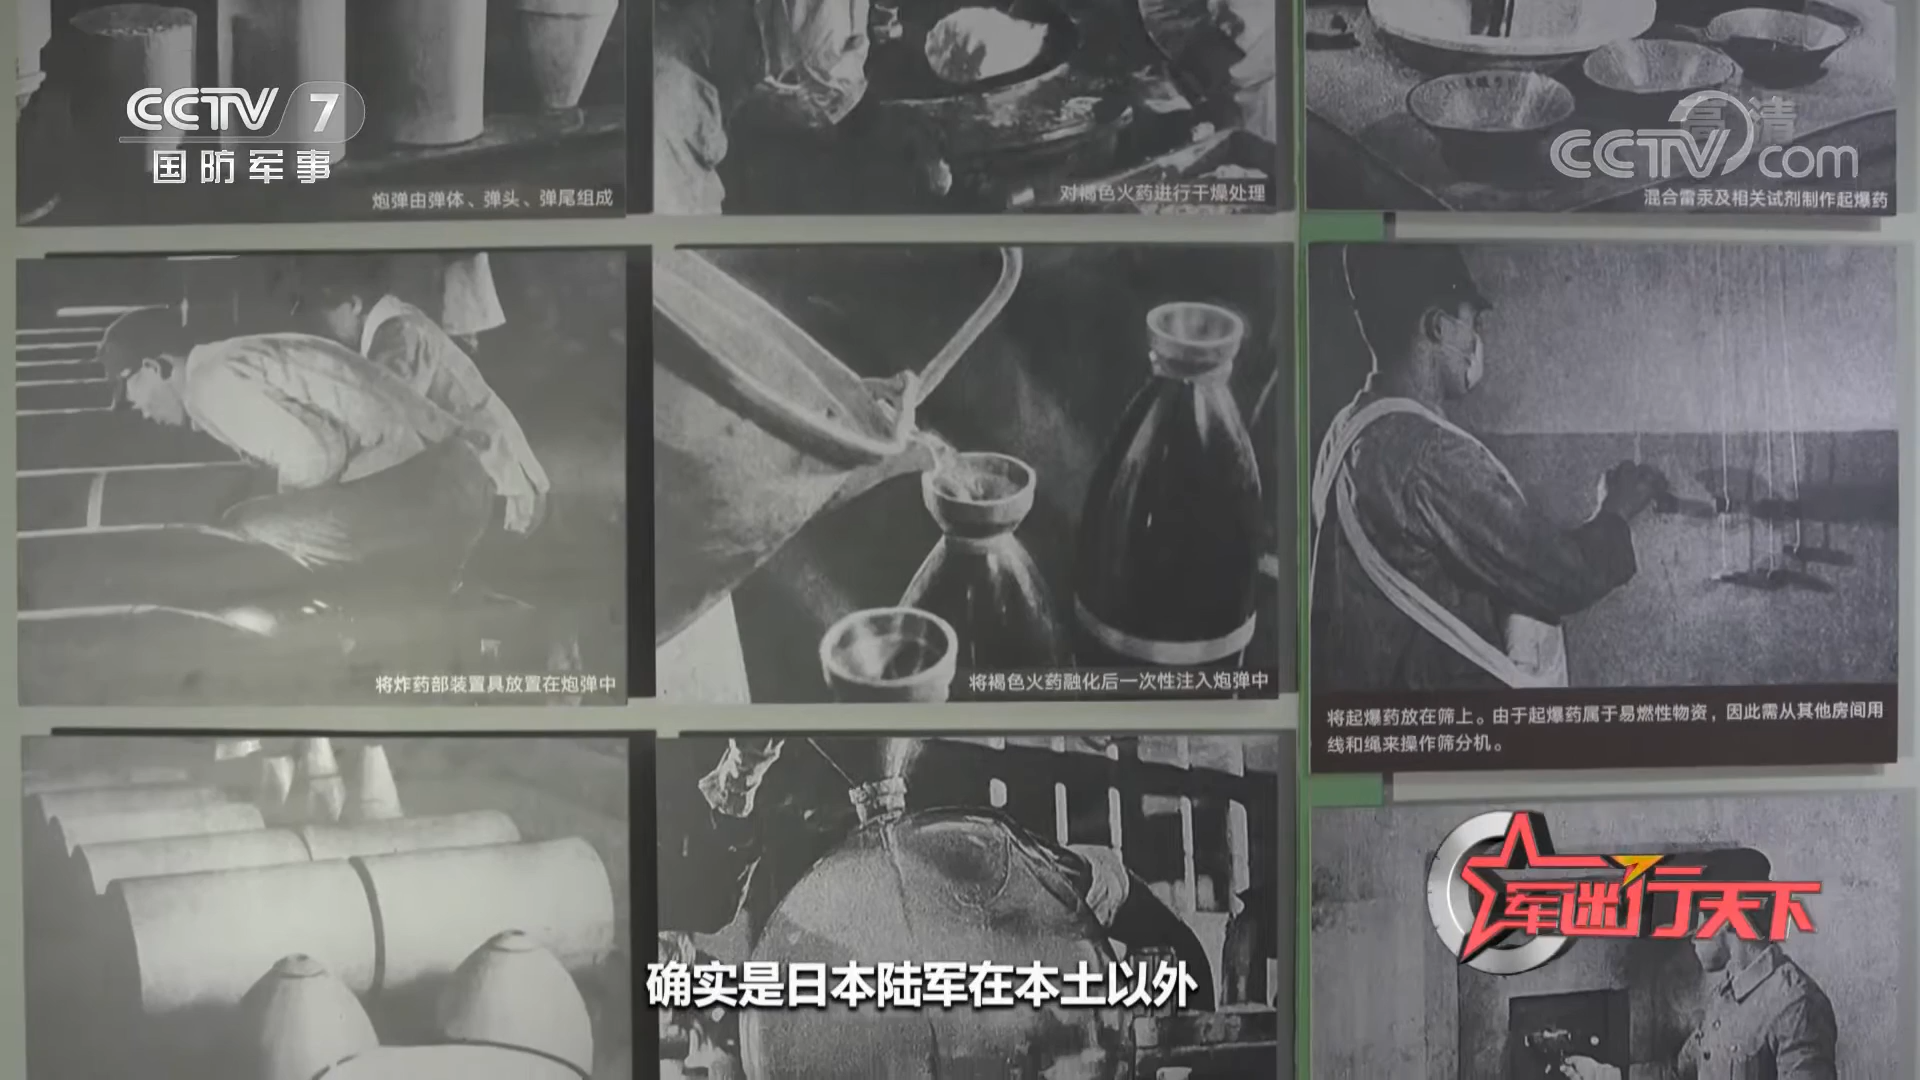 CCTV 7
国防军事
高清
CCTV com
炮弹由弹体、弹头、弹尾组成
对褐色火药进行干燥处理
混合雷汞及相关试剂制作起爆药
将炸药部装置具放置在炮弹中
将褐色火药融化后一次性注入炮弹中
将起爆药放在筛上。由于起爆药属于易燃性物资，因此需从其他房间用
线和绳来操作筛分机。
军迷行天下
确实是日本陆军在本土以外